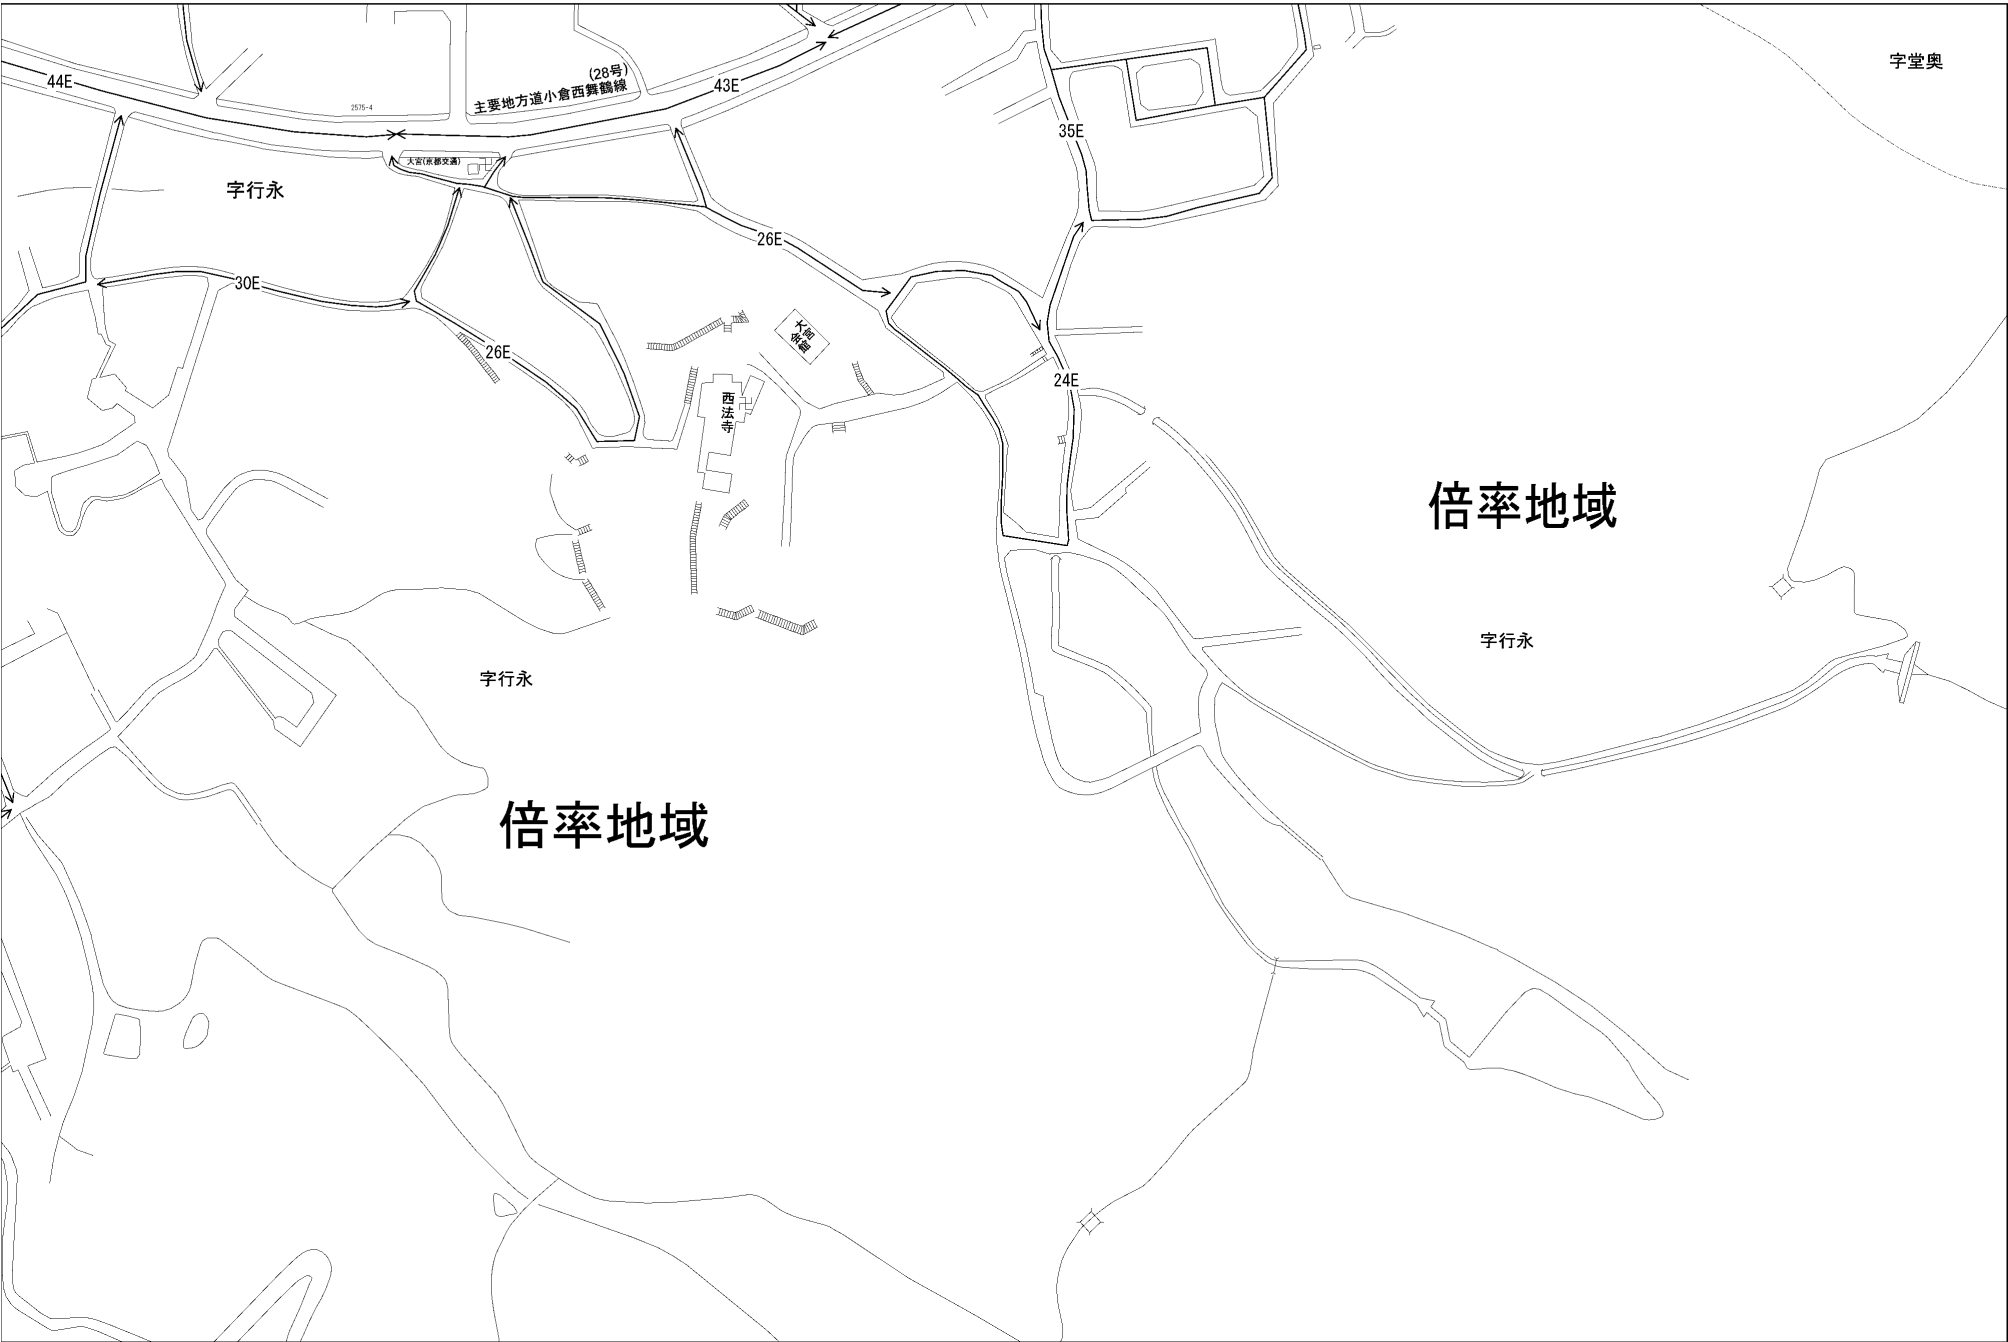 字堂奥
44E
(28号)
主要地方道小倉西舞鶴線
43E
2575-4
35E
大宮(京都交通)
字行永
26E
30E
大宮
会館
26E
24E
西法寺
倍率地域
字行永
字行永
倍率地域